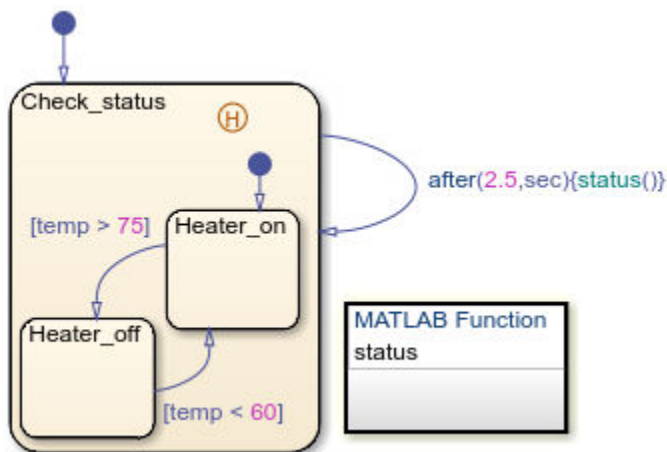 Check_status
H
after(2.5,sec){status()}
[temp > 75]
Heater_on
Heater_off
[temp < 60]
MATLAB Function
status